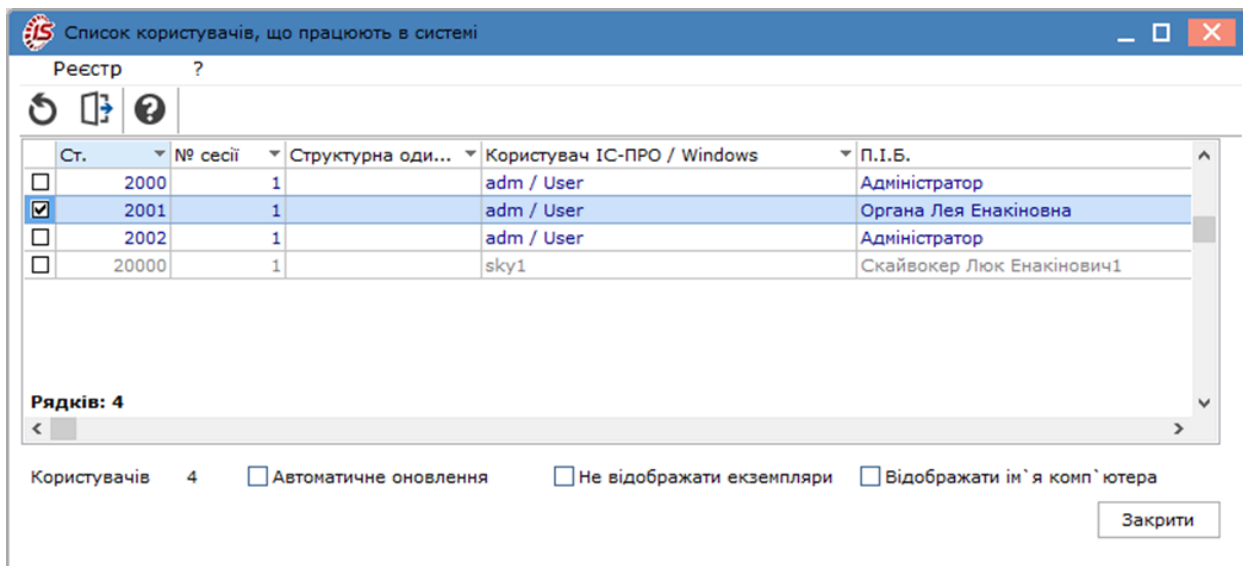 Список користувачів, що працюють в системі
Реєстр ?
Ст. № сесії Структурна оди... Користувач ІС-ПРО / Windows П.І.Б.
2000 1 adm / User Адміністратор
2001 1 adm / User Органа Лея Енакіновна
2002 1 adm / User Адміністратор
20000 1 sky1 Скайвокер Люк Енакінович1
Рядків: 4
Користувачів 4 Автоматичне оновлення Не відображати екземпляри Відображати ім`я комп`ютера
Закрити